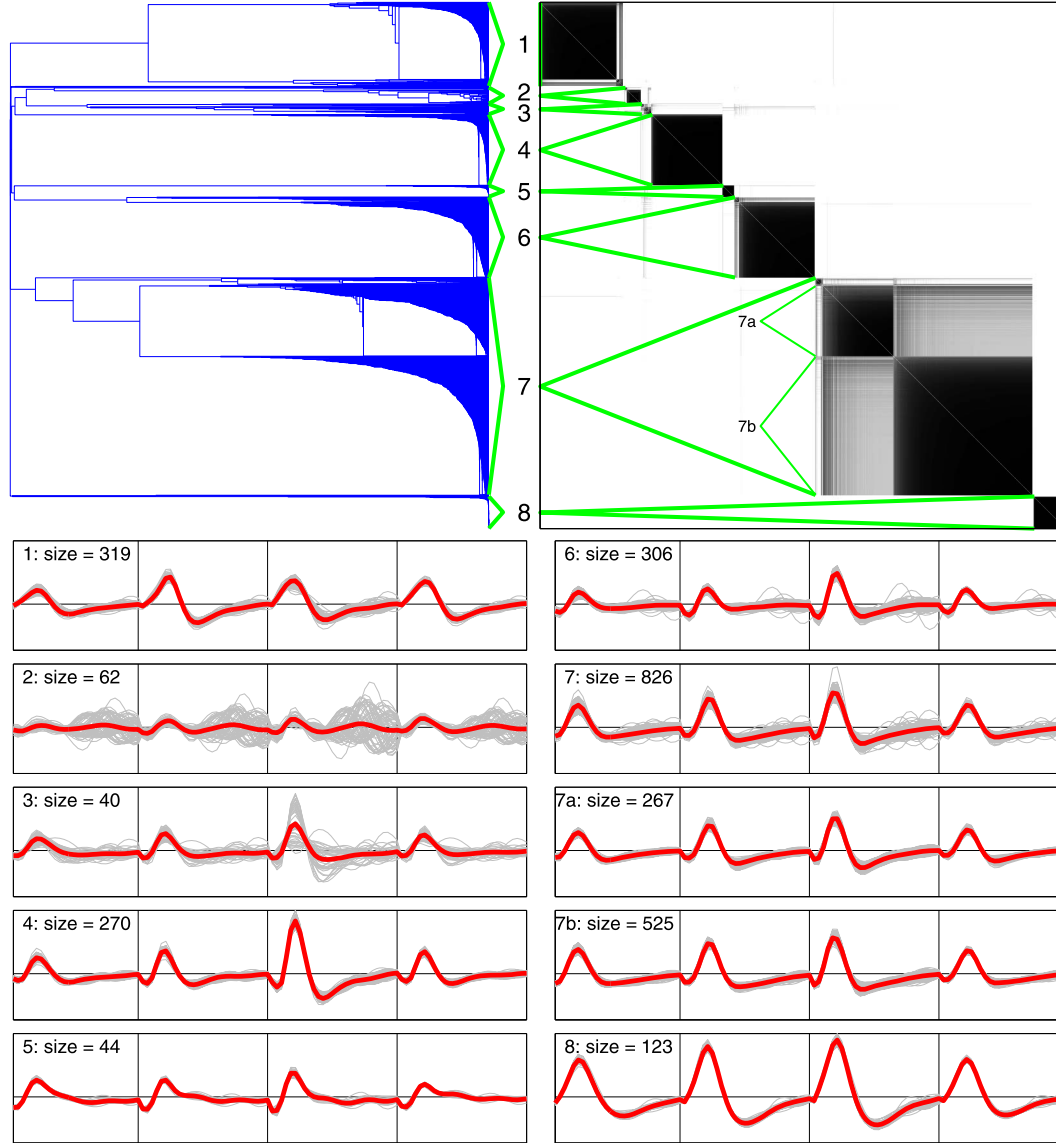 1
2
3
4
5
6
7
8
7a
7b
1: size = 319
2: size = 62
3: size = 40
4: size = 270
5: size = 44
6: size = 306
7: size = 826
7a: size = 267
7b: size = 525
8: size = 123